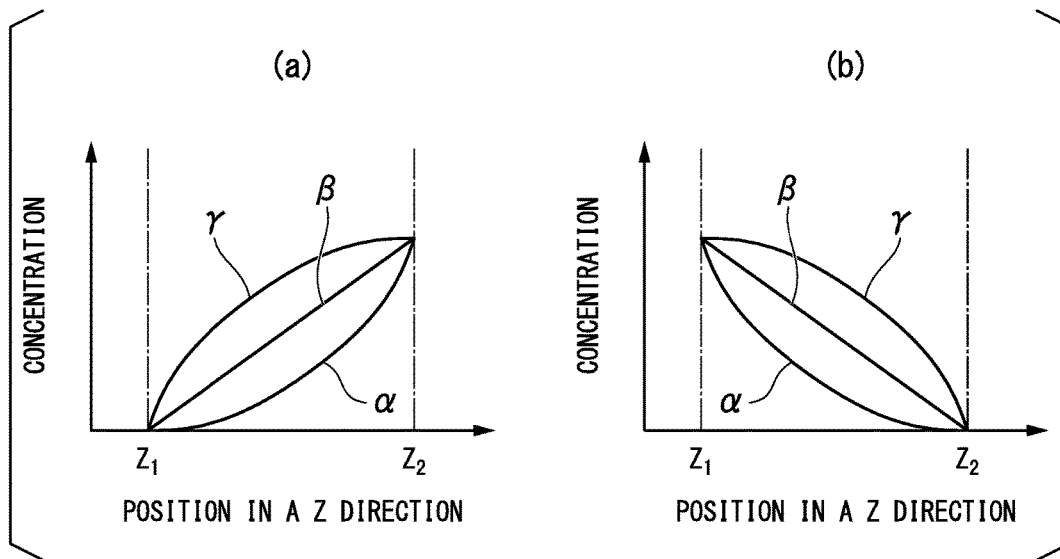 (a)
CONCENTRATION
γ
β
α
Z1
Z2
POSITION IN A Z DIRECTION
(b)
CONCENTRATION
β
γ
α
Z1
Z2
POSITION IN A Z DIRECTION